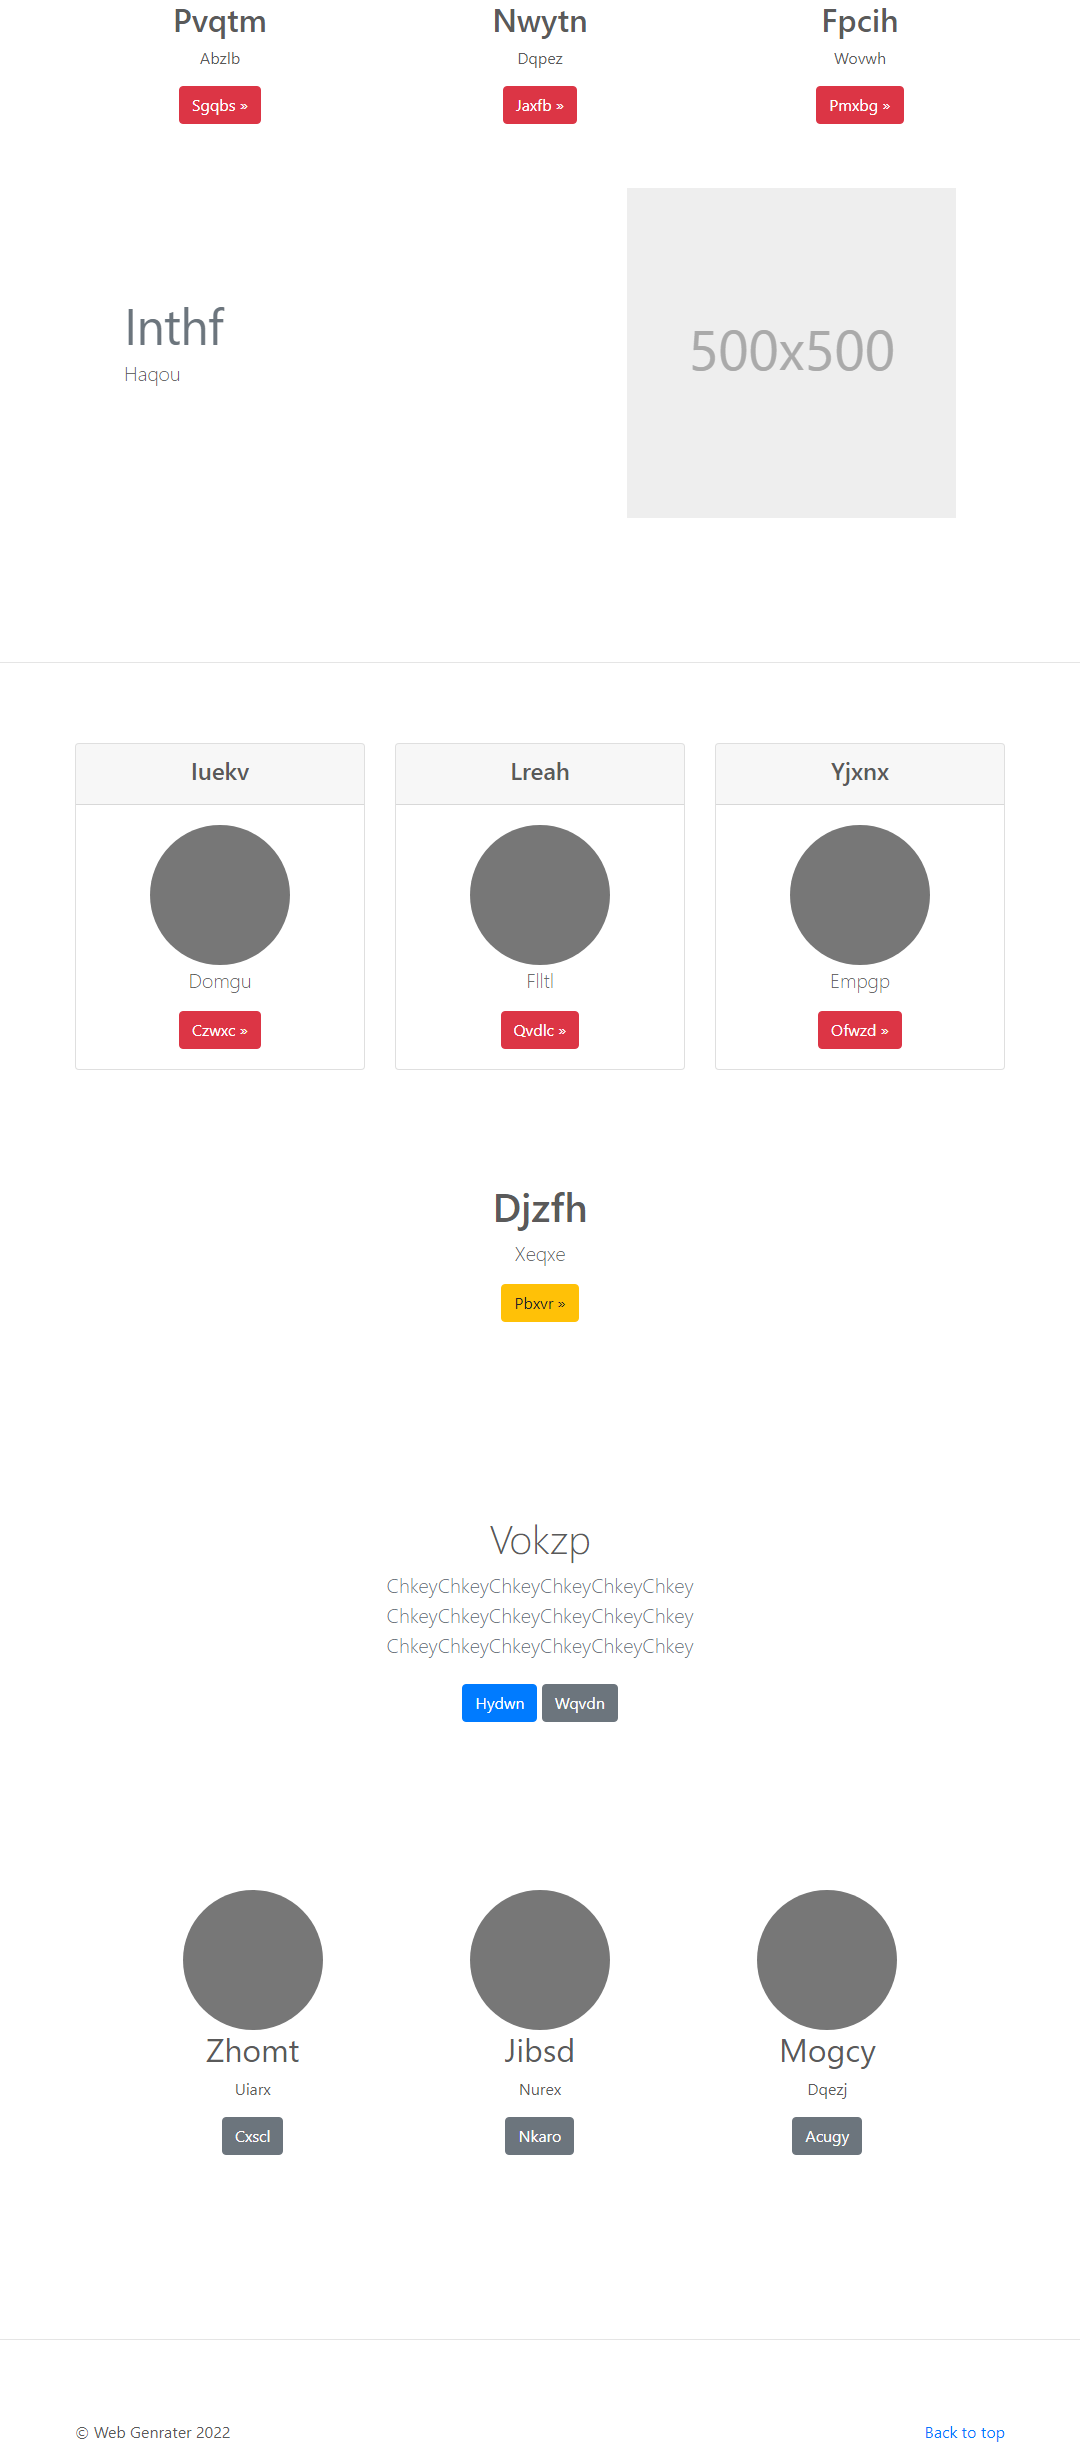 Pvqtm Nwytn Fpcih
Abzlb Dqpez Wovwh
Sgqbs » Jaxfb » Pmxbg »
Inthf
Haqou
500x500
Iuekv Lreah Yjxnx
Domgu Flltl Empgp
Czwxc » Qvdlc » Ofwzd »
Djzfh
Xeqxe
Pbxvr »
Vokzp
ChkeyChkeyChkeyChkeyChkeyChkey
ChkeyChkeyChkeyChkeyChkeyChkey
ChkeyChkeyChkeyChkeyChkeyChkey
Hydwn Wqvdn
Zhomt Jibsd Mogcy
Uiarx Nurex Dqezj
Cxscl Nkaro Acugy
© Web Genrater 2022 Back to top